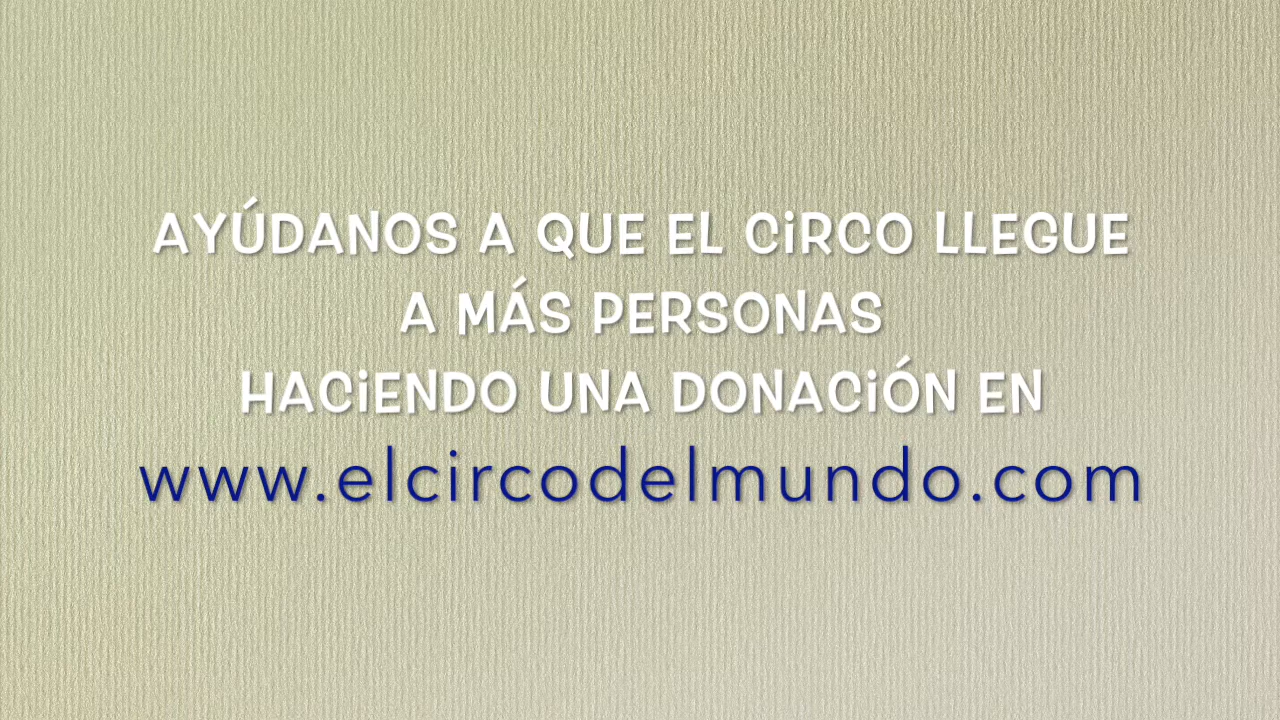 AYÚDANOS A QUE EL CiRCO LLEGUE
A MÁS PERSONAS
HACiENDO UNA DONACiÓN EN
www.elcircodelmundo.com